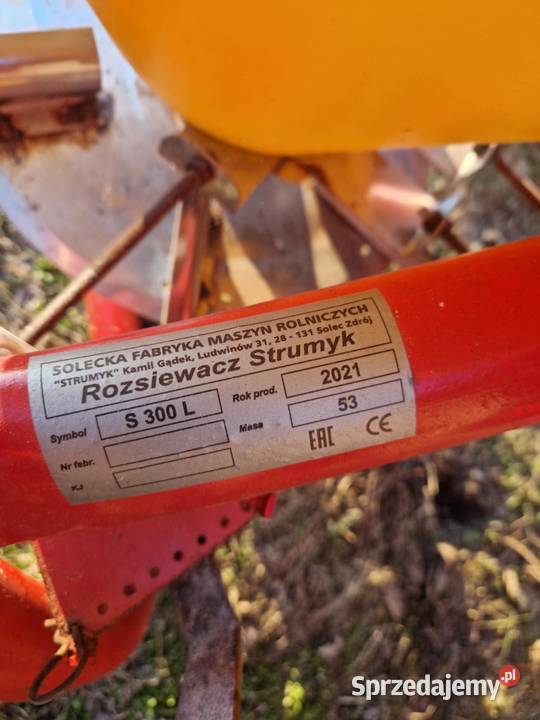 SOLECKA FABRYKA MASZYN ROLNICZYCH
"STRUMYK" Kamil Gądek, Ludwinów 31, 28 - 131 Solec Zdrój
Rozsiewacz Strumyk
Symbol S 300 L Rok prod. 2021
Nr fabr. Masa 53
KJ EAC CE
Sprzedajemy.pl